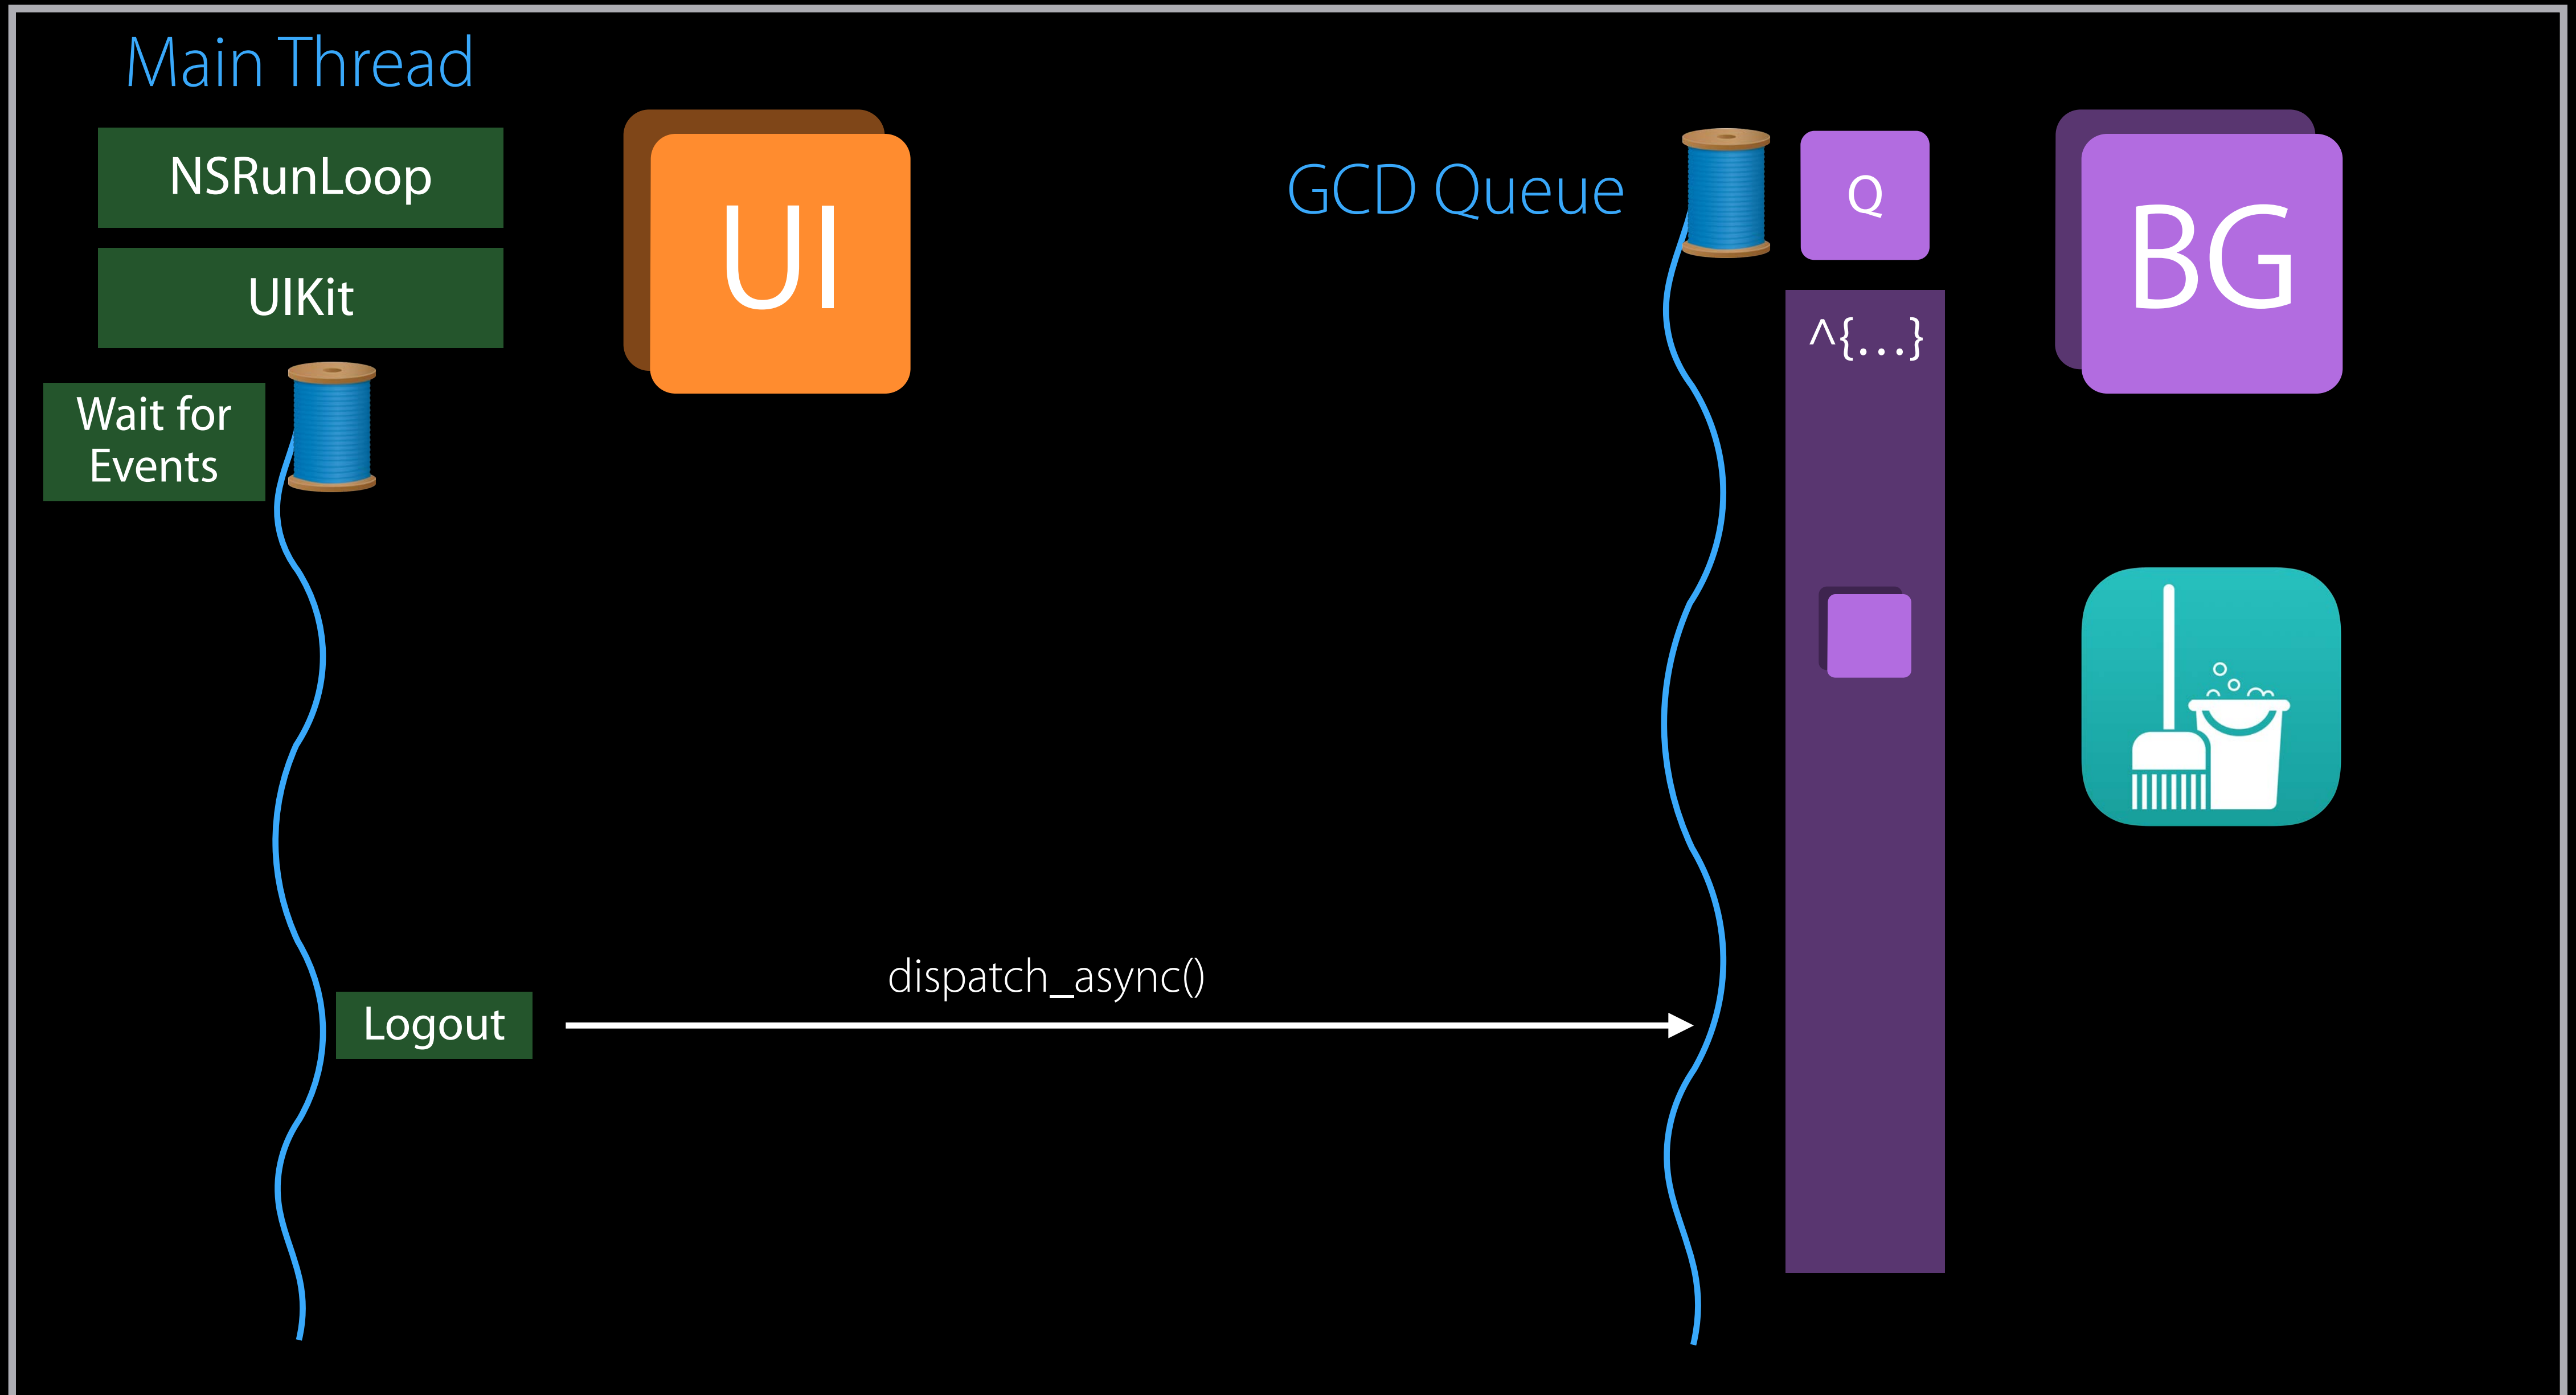 Main Thread
NSRunLoop
UIKit
Wait for
Events
UI
GCD Queue
Q
BG
^{...}
dispatch_async()
Logout